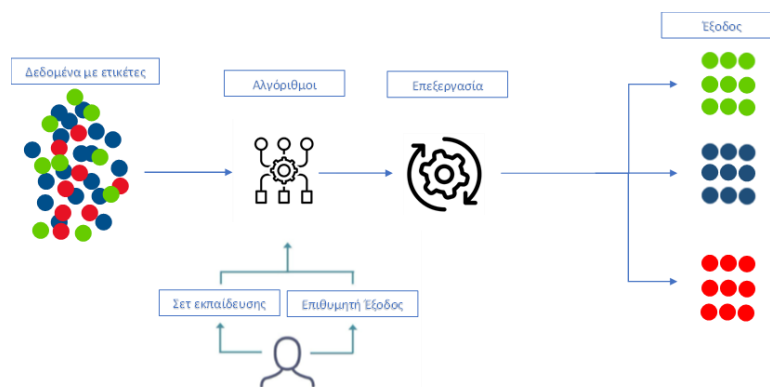 Έξοδος
Δεδομένα με ετικέτες
Αλγόριθμοι
Επεξεργασία
Σετ εκπαίδευσης
Επιθυμητή Έξοδος